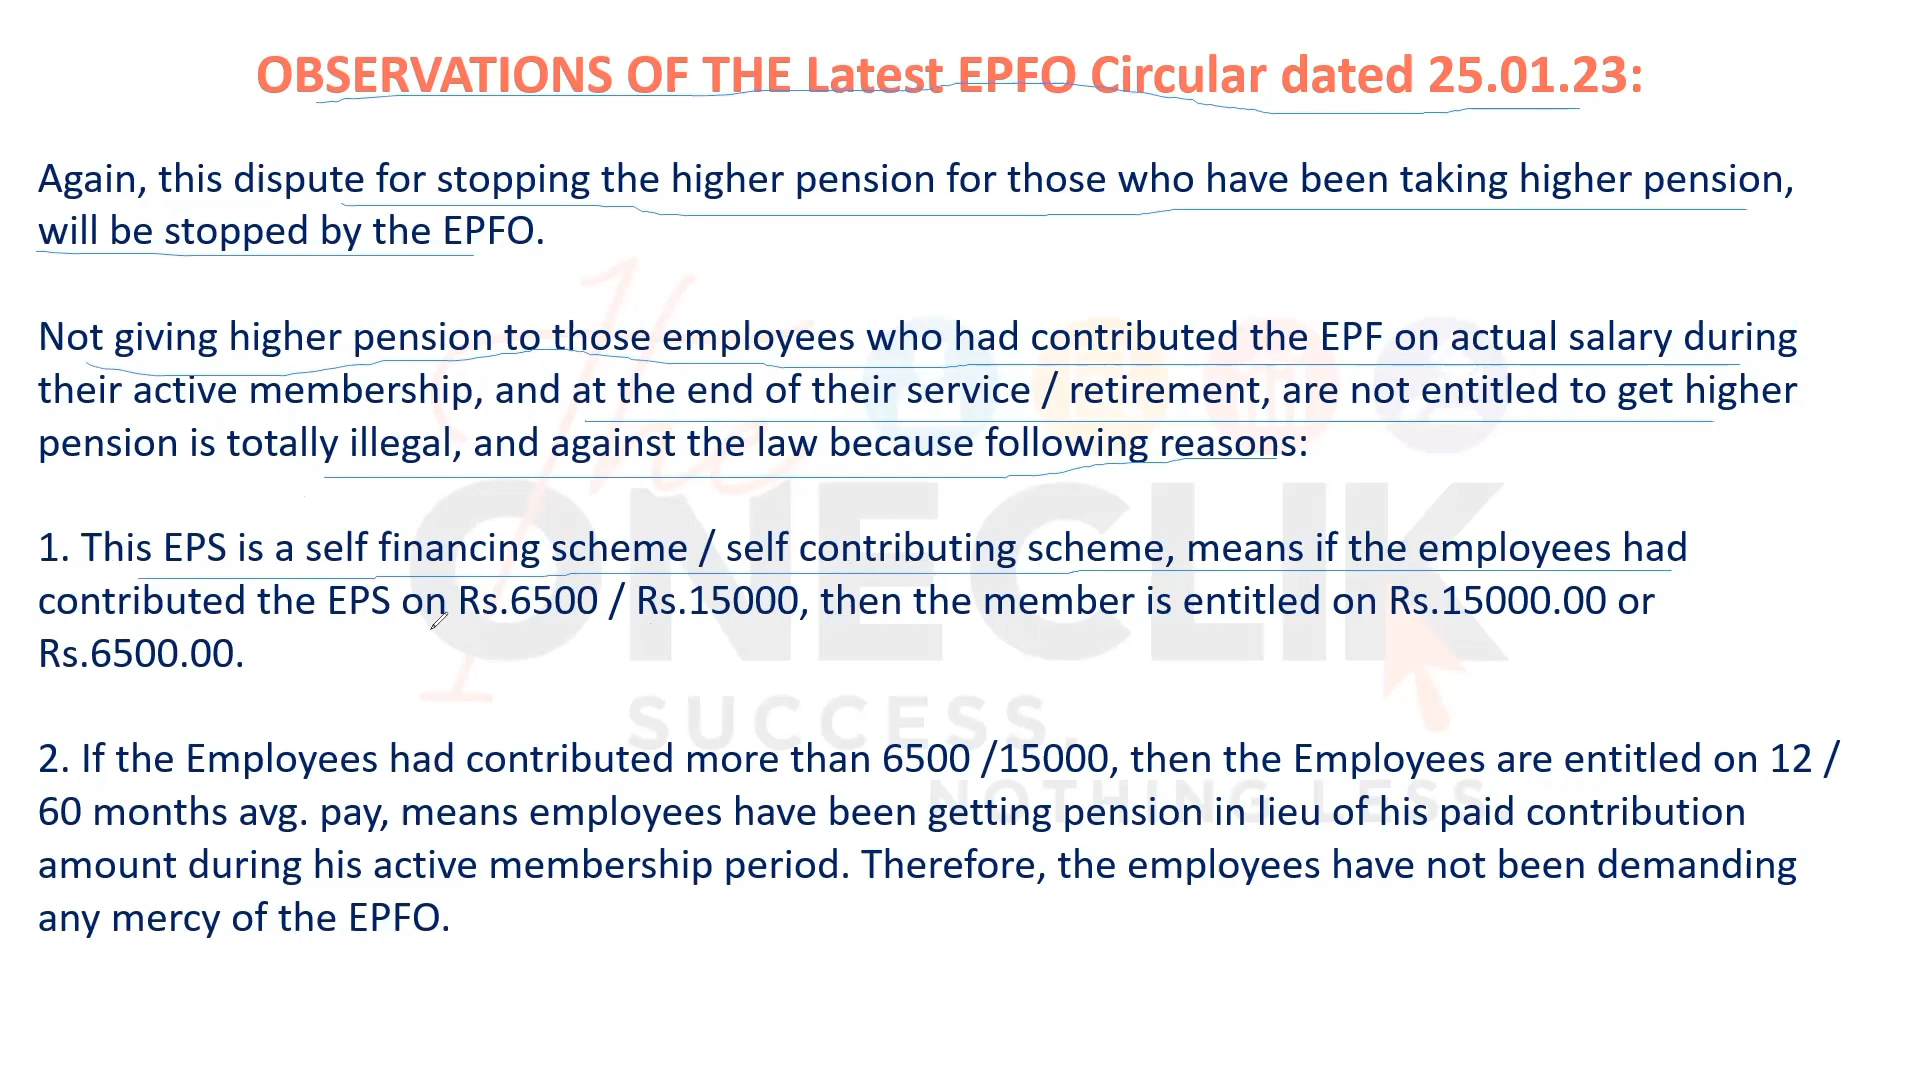 OBSERVATIONS OF THE Latest EPFO Circular dated 25.01.23:
Again, this dispute for stopping the higher pension for those who have been taking higher pension,
will be stopped by the EPFO.
Not giving higher pension to those employees who had contributed the EPF on actual salary during
their active membership, and at the end of their service / retirement, are not entitled to get higher
pension is totally illegal, and against the law because following reasons:
1. This EPS is a self financing scheme / self contributing scheme, means if the employees had
contributed the EPS on Rs.6500 / Rs.15000, then the member is entitled on Rs.15000.00 or
Rs.6500.00.
2. If the Employees had contributed more than 6500 /15000, then the Employees are entitled on 12 /
60 months avg. pay, means employees have been getting pension in lieu of his paid contribution
amount during his active membership period. Therefore, the employees have not been demanding
any mercy of the EPFO.
The
ONECLIK
SUCCESS.
NOTHING LESS.